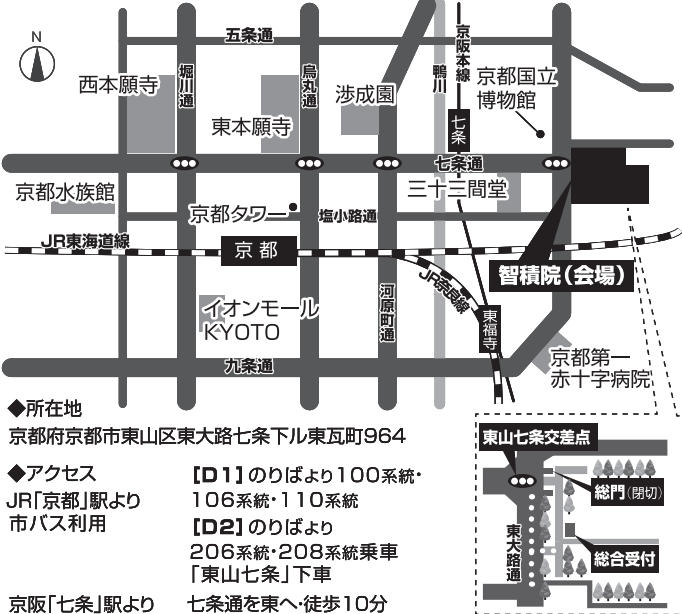 N
五条通
西本願寺
堀川通
烏丸通
東本願寺
渉成園
鴨川
京阪本線
七条
京都国立
博物館
七条通
三十三間堂
京都水族館
京都タワー
塩小路通
JR東海道線
京都
智積院（会場）
JR奈良線
東福寺
イオンモール
KYOTO
河原町通
九条通
京都第一
赤十字病院
◆所在地
京都府京都市東山区東大路七条下ル東瓦町964
◆アクセス
JR「京都」駅より
市バス利用
［D1］のりばより100系統・
106系統・110系統
［D2］のりばより
206系統・208系統乗車
「東山七条」下車
京阪「七条」駅より 七条通を東へ・徒歩10分
東山七条交差点
総門（閉切）
東大路通
総合受付